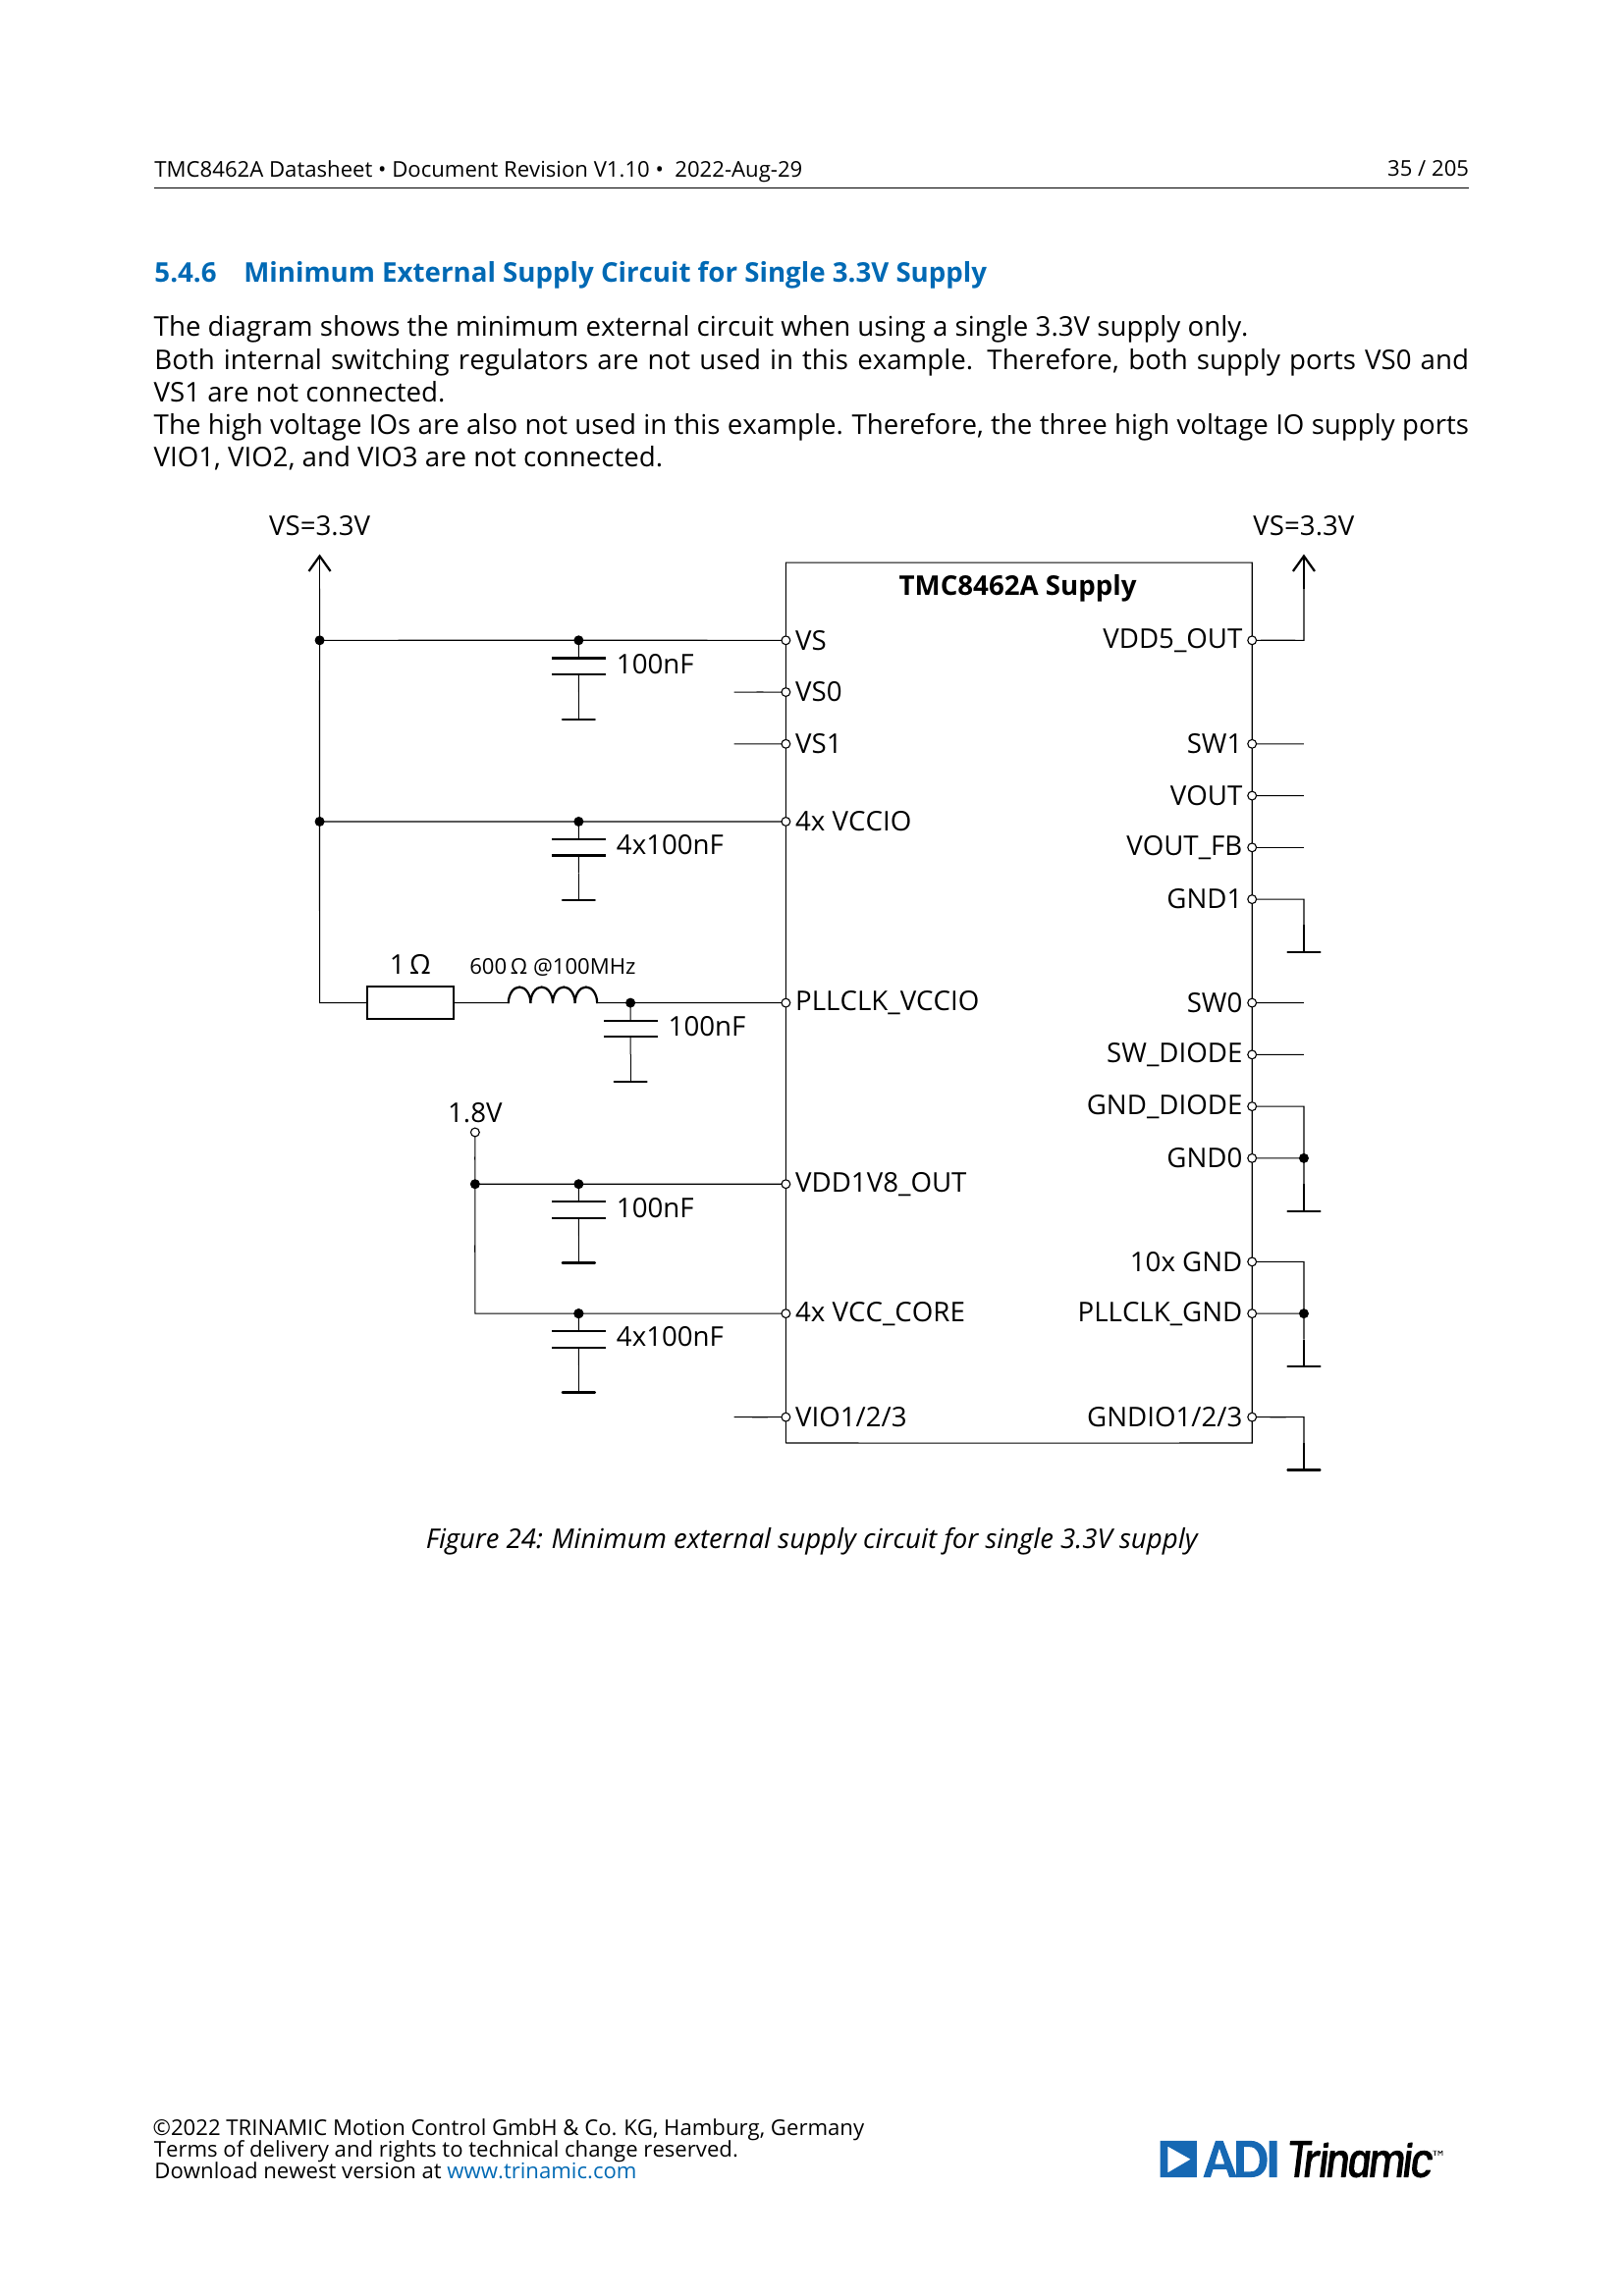 TMC8462A Datasheet • Document Revision V1.10 • 2022-Aug-29
35 / 205
5.4.6 Minimum External Supply Circuit for Single 3.3V Supply
The diagram shows the minimum external circuit when using a single 3.3V supply only.
Both internal switching regulators are not used in this example. Therefore, both supply ports VS0 and
VS1 are not connected.
The high voltage IOs are also not used in this example. Therefore, the three high voltage IO supply ports
VIO1, VIO2, and VIO3 are not connected.
VS=3.3V
VS=3.3V
TMC8462A Supply
VS
VDD5_OUT
100nF
VS0
VS1
SW1
VOUT
4x VCCIO
4x100nF
VOUT_FB
GND1
1 Ω
600 Ω @100MHz
PLLCLK_VCCIO
SW0
100nF
SW_DIODE
GND_DIODE
1.8V
GND0
VDD1V8_OUT
100nF
10x GND
4x VCC_CORE
PLLCLK_GND
4x100nF
VIO1/2/3
GNDIO1/2/3
Figure 24: Minimum external supply circuit for single 3.3V supply
©2022 TRINAMIC Motion Control GmbH & Co. KG, Hamburg, Germany
Terms of delivery and rights to technical change reserved.
Download newest version at www.trinamic.com
ADI Trinamic™